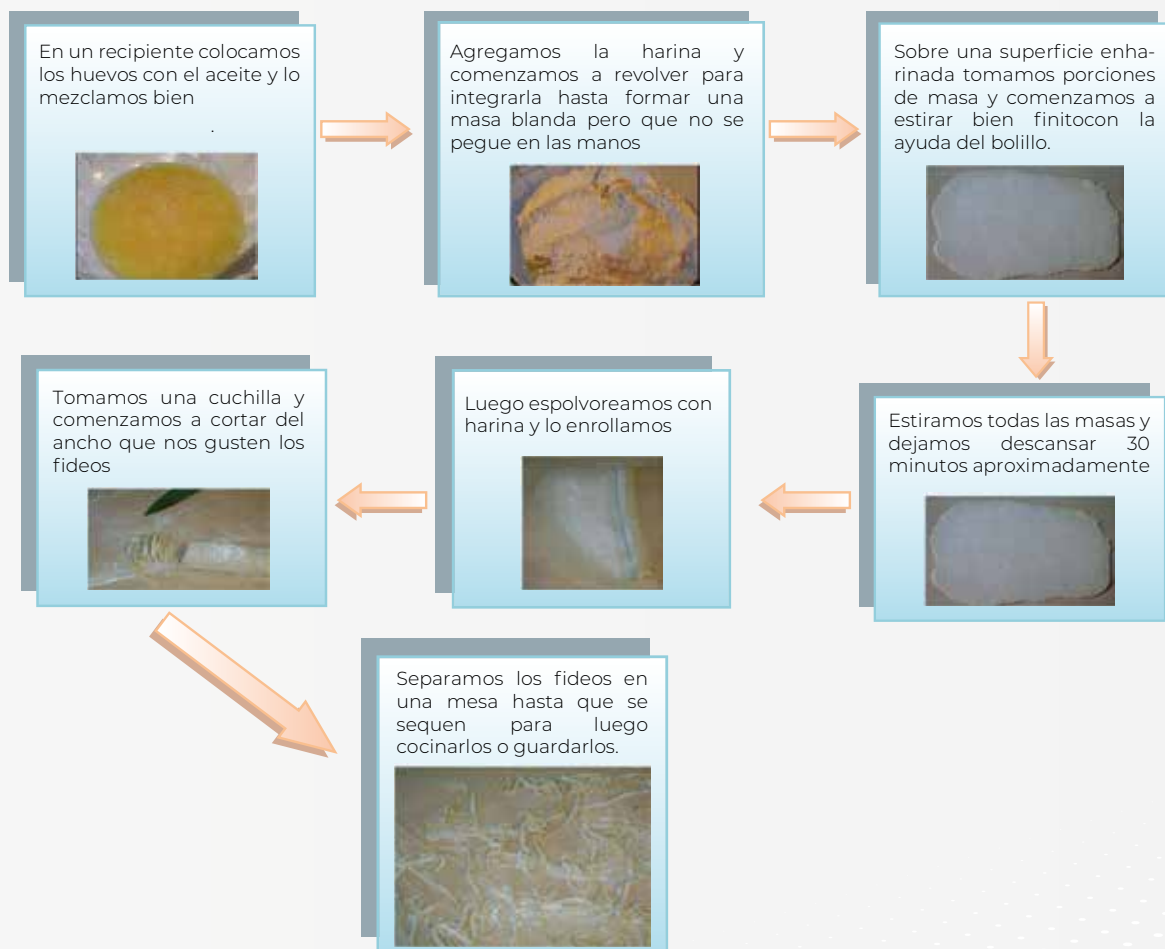 En un recipiente colocamos
los huevos con el aceite y lo
mezclamos bien
.
Agregamos la harina y
comenzamos a revolver para
integrarla hasta formar una
masa blanda pero que no se
pegue en las manos
Sobre una superficie enha-
rinada tomamos porciones
de masa y comenzamos a
estirar bien finitocon la
ayuda del bolillo.
Estiramos todas las masas y
dejamos descansar 30
minutos aproximadamente
Luego espolvoreamos con
harina y lo enrollamos
Tomamos una cuchilla y
comenzamos a cortar del
ancho que nos gusten los
fideos
Separamos los fideos en
una mesa hasta que se
sequen para luego
cocinarlos o guardarlos.